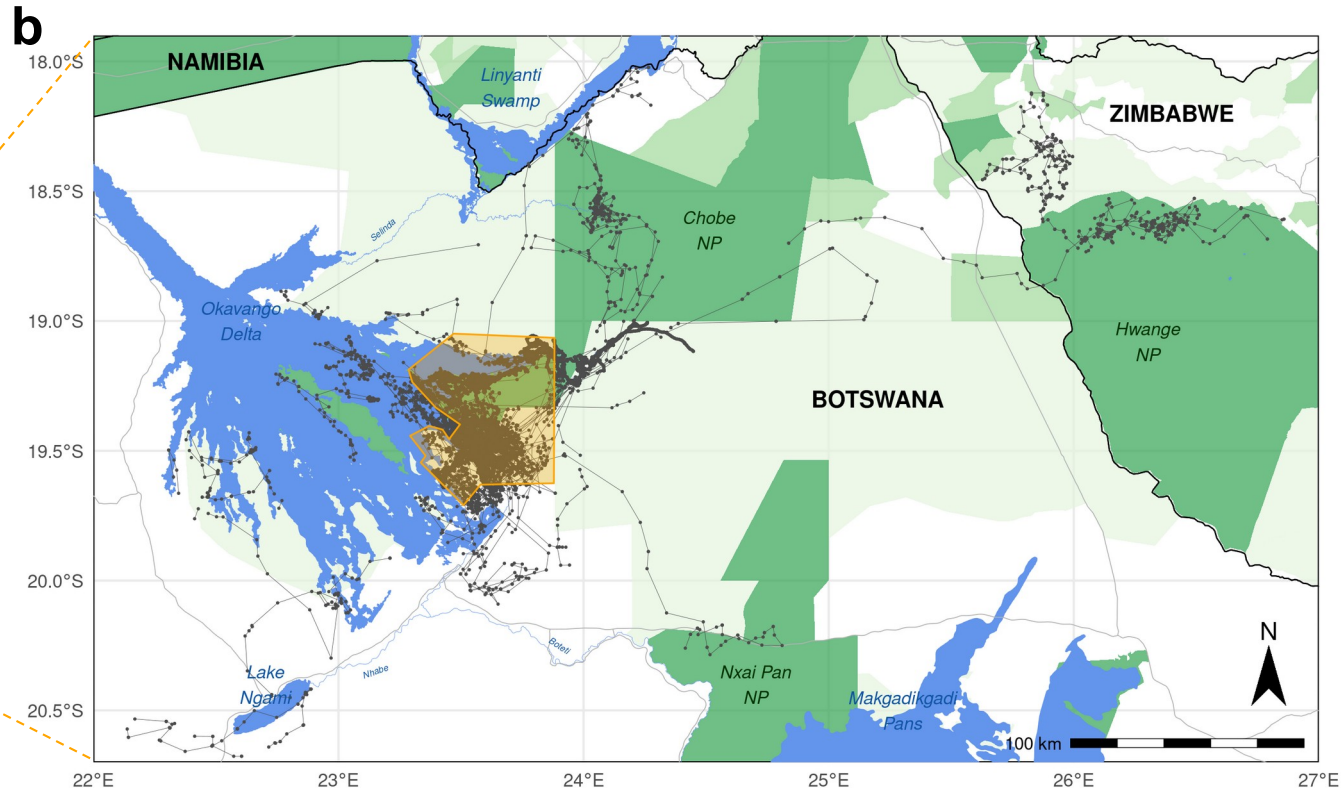 b
18.0°S
18.5°S
19.0°S
19.5°S
20.0°S
20.5°S
NAMIBIA
Linyanti
Swamp
ZIMBABWE
Selinda
Chobe
NP
Okavango
Delta
Hwange
NP
BOTSWANA
Boteti
Nhabe
Lake
Ngami
Nxai Pan
NP
Makgadikgadi
Pans
N
100 km
22°E
23°E
24°E
25°E
26°E
27°E